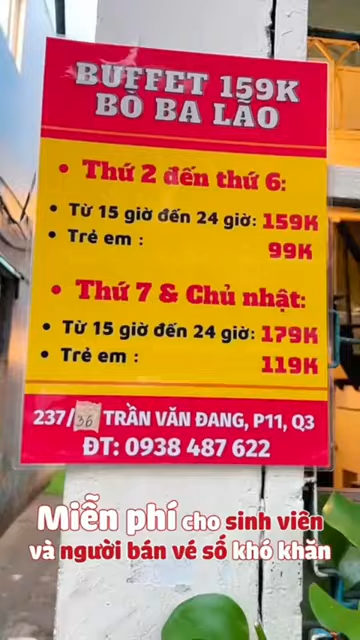 BUFFET 159K
BÒ BA LÃO
• Thứ 2 đến thứ 6:
• Từ 15 giờ đến 24 giờ: 159K
• Trẻ em : 99K
• Thứ 7 & Chủ nhật:
• Từ 15 giờ đến 24 giờ: 179K
• Trẻ em : 119K
237/36 TRẦN VĂN ĐANG, P11, Q3
ĐT: 0938 487 622
Miễn phí cho sinh viên
và người bán vé số khó khăn